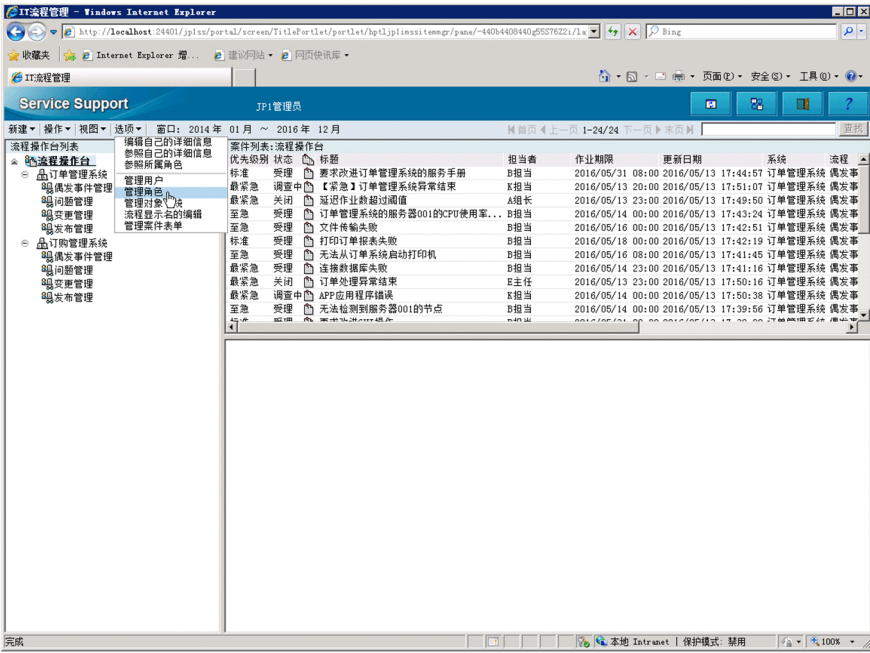 IT流程管理 - Windows Internet Explorer
http://localhost:24401/jp1ss/portal/screen/TitlePortlet/portlet/hptljp1imssitemngr/pane/-440b4408440g55S76Z2i/la
Bing
收藏夹 Internet Explorer 增... 建议网站 网页快讯库
IT流程管理 页面(P) 安全(S) 工具(O)
Service Support JP1管理员
新建 操作 视图 选项 窗口: 2014 年 01 月 ～ 2016 年 12 月 首页 上一页 1-24/24 下一页 末页 查找
流程操作台列表
流程操作台
订单管理系统
偶发事件管理
问题管理
变更管理
发布管理
订购管理系统
偶发事件管理
问题管理
变更管理
发布管理
编辑自己的详细信息
参照自己的详细信息
参照所属角色
管理用户
管理角色
管理对象 统
流程显示名的编辑
管理案件表单
案件列表:流程操作台
优先级别 状态 标题 担当者 作业期限 更新日期 系统 流程
标准 受理 要求改进订单管理系统的服务手册 B担当 2016/05/31 08:00 2016/05/13 17:44:57 订单管理系统 偶发事
最紧急 调查中 【紧急】订单管理系统异常结束 K担当 2016/05/13 20:00 2016/05/13 17:51:07 订单管理系统 偶发事
最紧急 关闭 延迟作业数超过阈值 A组长 2016/05/13 23:00 2016/05/13 17:49:50 订单管理系统 偶发事
至急 受理 订单管理系统的服务器001的CPU使用率... B担当 2016/05/14 00:00 2016/05/13 17:43:24 订单管理系统 偶发事
至急 受理 文件传输失败 B担当 2016/05/16 00:00 2016/05/13 17:42:51 订单管理系统 偶发事
标准 受理 打印订单报表失败 B担当 2016/05/18 00:00 2016/05/13 17:42:19 订单管理系统 偶发事
至急 受理 无法从订单系统启动打印机 B担当 2016/05/16 08:00 2016/05/13 17:41:45 订单管理系统 偶发事
最紧急 受理 连接数据库失败 B担当 2016/05/14 23:00 2016/05/13 17:41:16 订单管理系统 偶发事
最紧急 关闭 订单处理异常结束 E主任 2016/05/13 23:00 2016/05/13 17:50:16 订单管理系统 偶发事
最紧急 调查中 APP应用程序错误 K担当 2016/05/14 00:00 2016/05/13 17:50:38 订单管理系统 偶发事
至急 受理 无法检测到服务器001的节点 B担当 2016/05/14 00:00 2016/05/13 17:39:56 订单管理系统 偶发事
完成 本地 Intranet | 保护模式: 禁用 100%